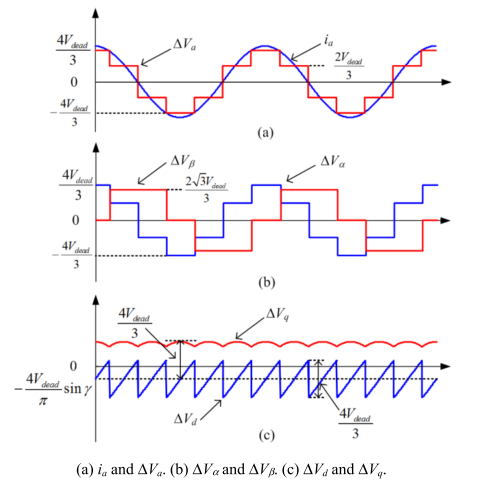 4V_dead/3
ΔV_a
i_a
2V_dead/3
0
-4V_dead/3
(a)
4V_dead/3
ΔV_β
2√3V_dead/3
ΔV_α
0
-4V_dead/3
(b)
4V_dead/3
ΔV_q
0
-4V_dead/π sin γ
ΔV_d
4V_dead/3
(c)
(a) i_a and ΔV_a. (b) ΔV_α and ΔV_β. (c) ΔV_d and ΔV_q.